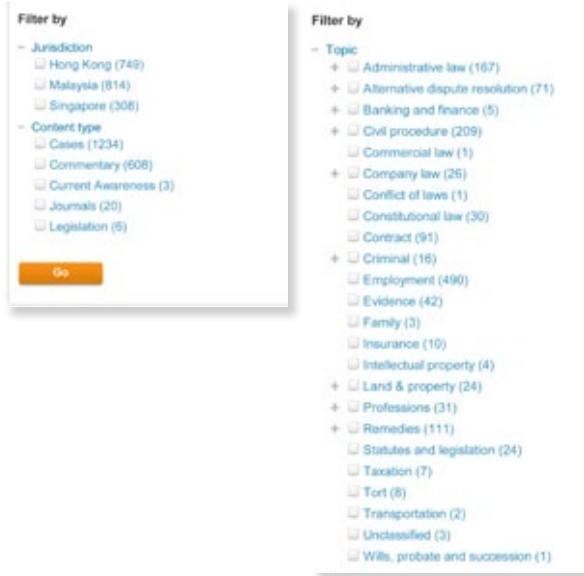 Filter by
Jurisdiction
Hong Kong (749)
Malaysia (814)
Singapore (308)
Content type
Cases (1234)
Commentary (608)
Current Awareness (3)
Journals (20)
Legislation (6)
Go
Filter by
Topic
Administrative law (167)
Alternative dispute resolution (71)
Banking and finance (5)
Civil procedure (209)
Commercial law (1)
Company law (26)
Conflict of laws (1)
Constitutional law (30)
Contract (91)
Criminal (16)
Employment (490)
Evidence (42)
Family (3)
Insurance (10)
Intellectual property (4)
Land & property (24)
Professions (31)
Remedies (111)
Statutes and legislation (24)
Taxation (7)
Tort (8)
Transportation (2)
Unclassified (3)
Wills, probate and succession (1)